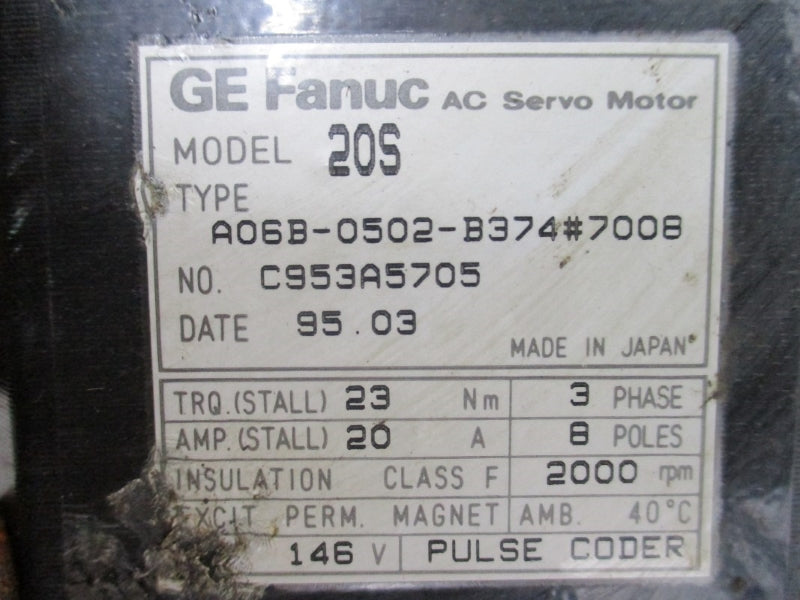 GE Fanuc AC Servo Motor
MODEL 20S
TYPE
A06B-0502-B374#7008
NO. C953A5705
DATE 95.03
MADE IN JAPAN
TRQ.(STALL) 23 Nm 3 PHASE
AMP.(STALL) 20 A 8 POLES
INSULATION CLASS F 2000 rpm
EXCIT PERM. MAGNET AMB. 40°C
146 V PULSE CODER